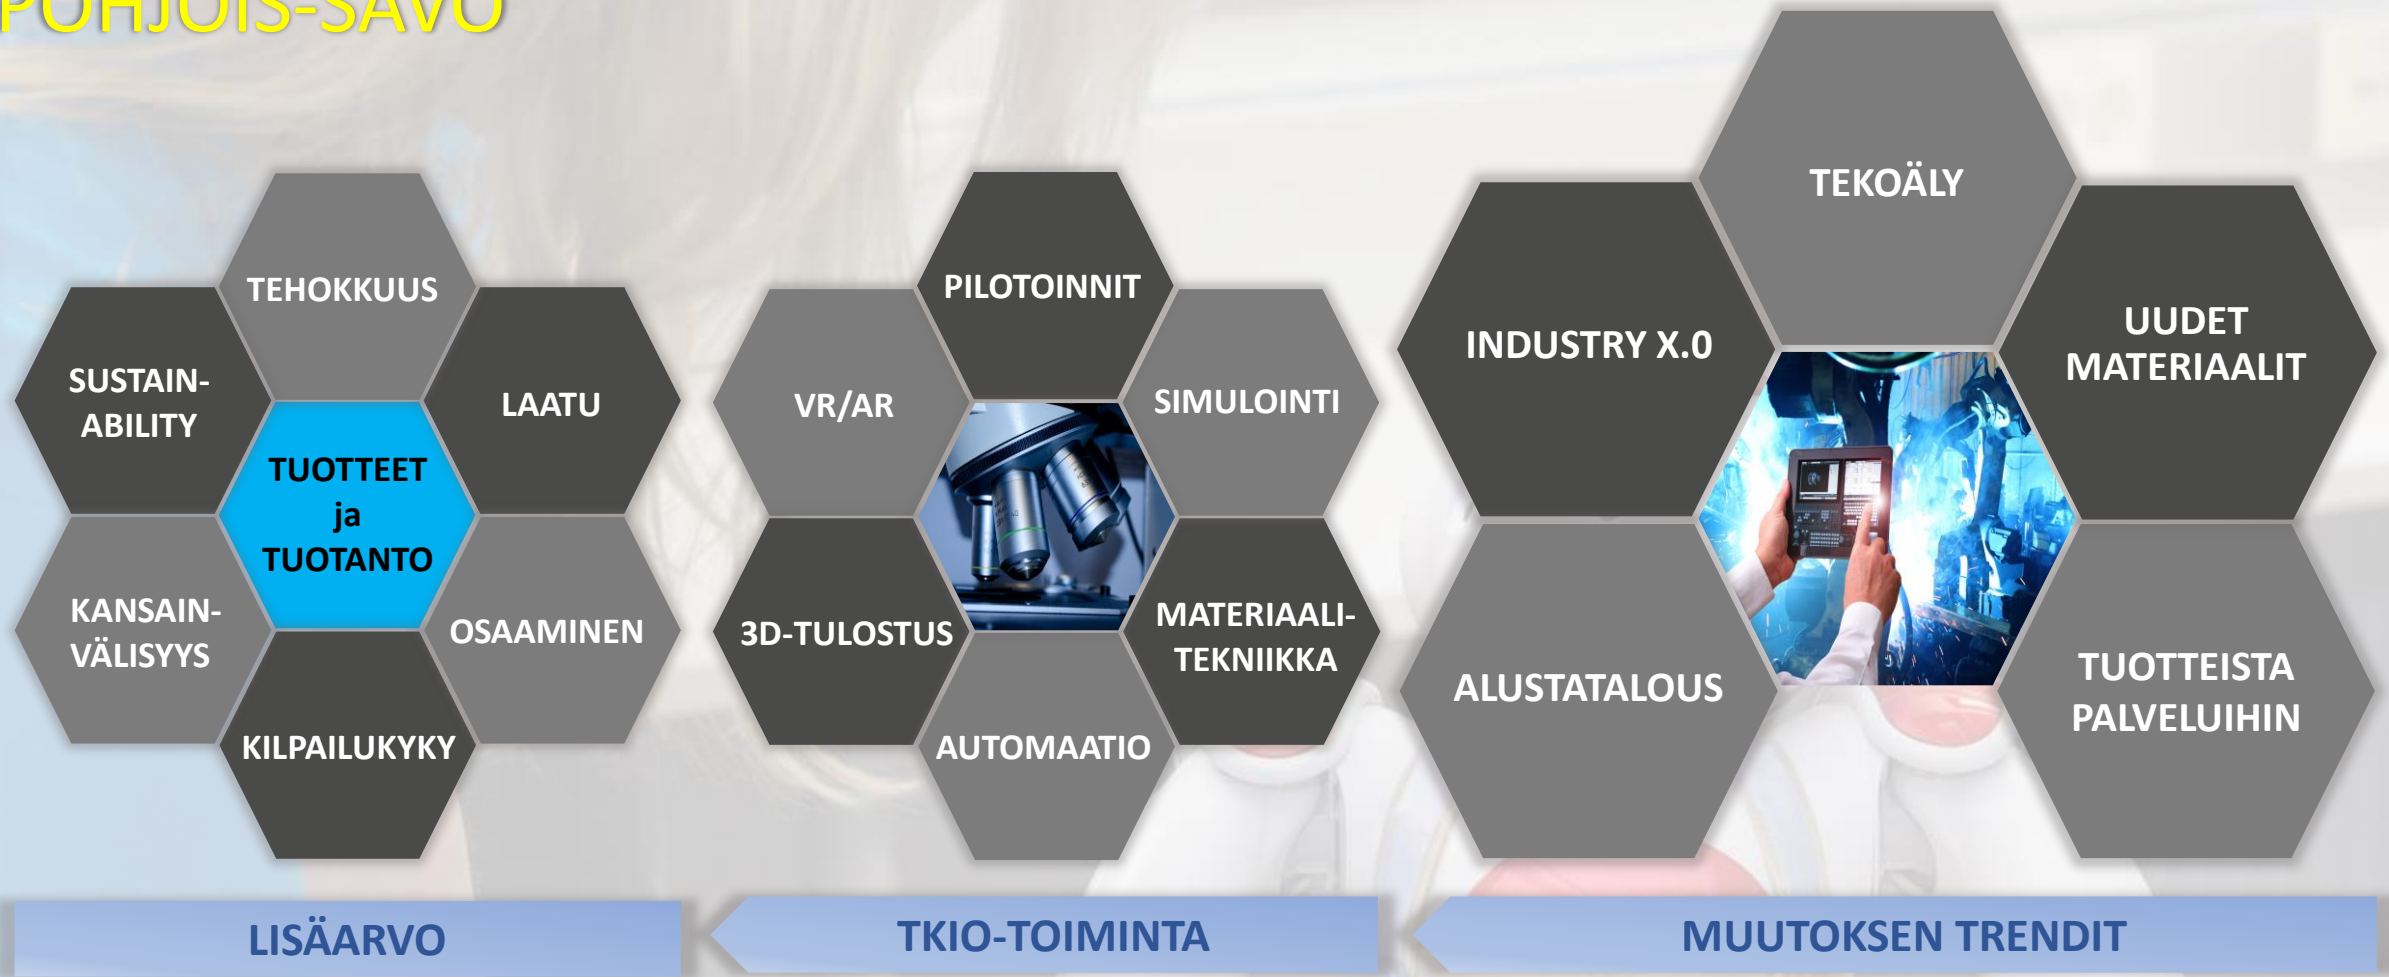 POHJOIS-SAVO
TEHOKKUUS
SUSTAIN-
ABILITY
LAATU
TUOTTEET
ja
TUOTANTO
KANSAIN-
VÄLISYYS
OSAAMINEN
KILPAILUKYKY
PILOTOINNIT
VR/AR
SIMULOINTI
3D-TULOSTUS
MATERIAALI-
TEKNIIKKA
AUTOMAATIO
TEKOÄLY
INDUSTRY X.0
UUDET
MATERIAALIT
ALUSTATALOUS
TUOTTEISTA
PALVELUIHIN
LISÄARVO
TKIO-TOIMINTA
MUUTOKSEN TRENDIT